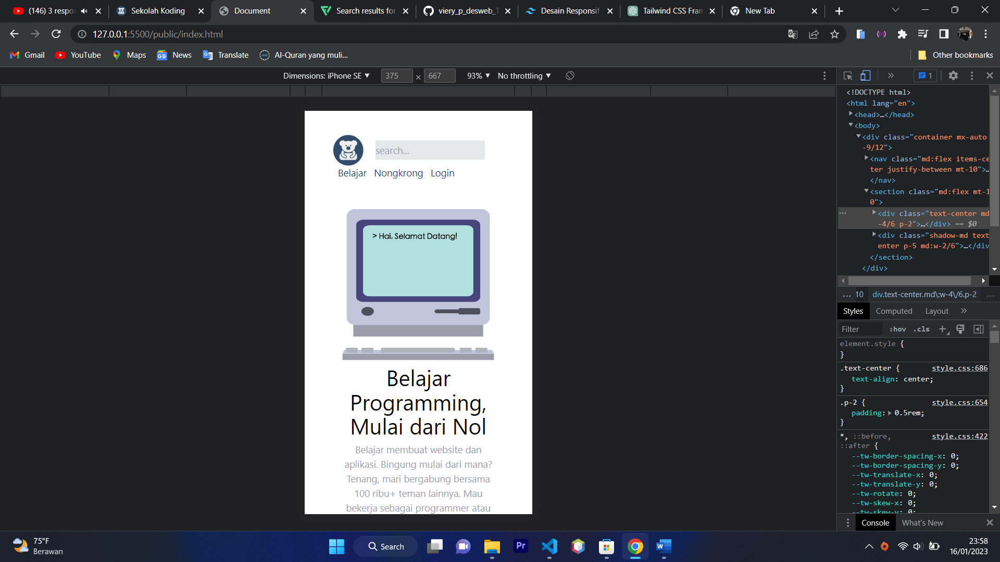 (146) 3 respor
Sekolah Koding
Document
Search results for
viery_p_desweb_T
Desain Responsif
Tailwind CSS Fram
New Tab
127.0.0.1:5500/public/index.html
Gmail
YouTube
Maps
News
Translate
Al-Quran yang muli...
Other bookmarks
Dimensions: iPhone SE
375
×
667
93%
No throttling
1
<!DOCTYPE html>
<html lang="en">
<head>…</head>
<body>
<div class="container mx-auto
-9/12">
<nav class="md:flex items-ce
ter justify-between mt-10">…
</nav>
<section class="md:flex mt-1
0">
<div class="text-center md
-4/6 p-2">…</div> == $0
<div class="shadow-md text
enter p-5 md:w-2/6">…</div
</section>
</div>
... 10 div.text-center.md\:w-4\/6.p-2 ...
Styles
Computed
Layout
Filter
:hov
.cls
element.style {
}
.text-center {
style.css:686
text-align: center;
}
.p-2 {
style.css:654
padding: 0.5rem;
}
*, ::before,
style.css:422
::after {
--tw-border-spacing-x: 0;
--tw-border-spacing-y: 0;
--tw-translate-x: 0;
--tw-translate-y: 0;
--tw-rotate: 0;
--tw-skew-x: 0;
--tw-skew-y: 0;
Console
What's New
search...
Belajar
Nongkrong
Login
> Hai, Selamat Datang!
Belajar
Programming,
Mulai dari Nol
Belajar membuat website dan
aplikasi. Bingung mulai dari mana?
Tenang, mari bergabung bersama
100 ribu+ teman lainnya. Mau
bekerja sebagai programmer atau
75°F
Berawan
Search
Pr
W
23:58
16/01/2023